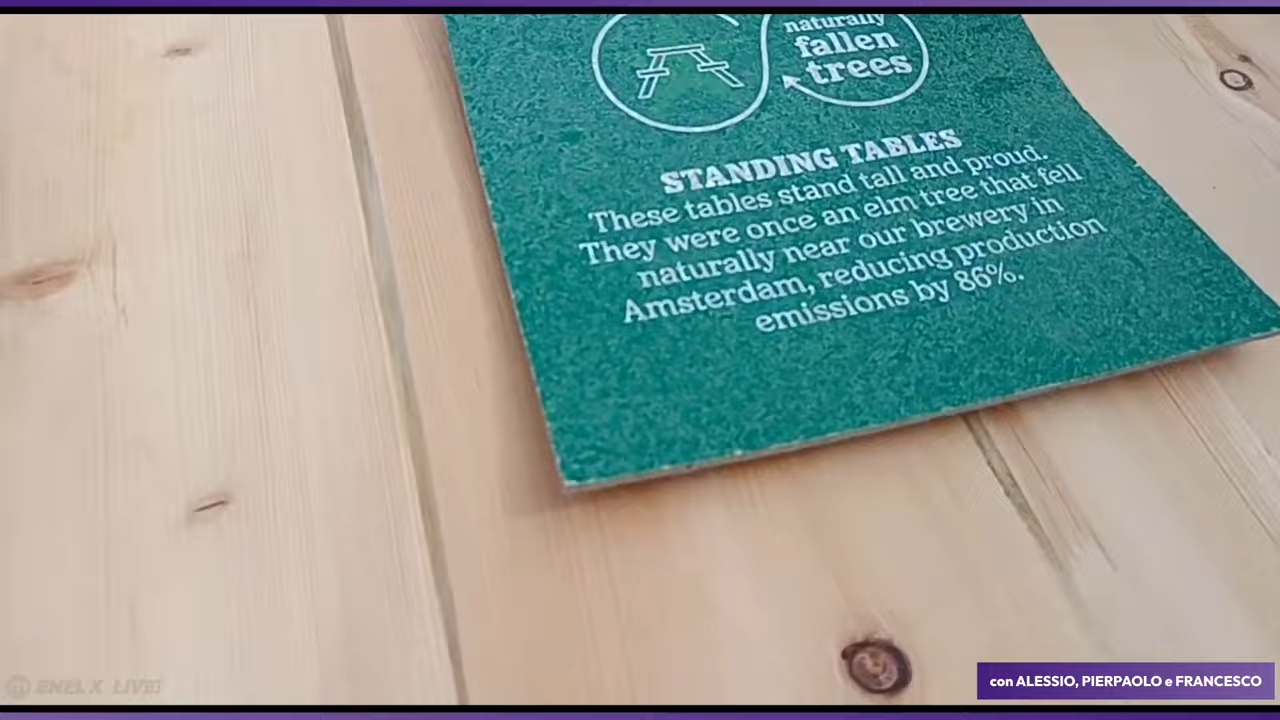 naturally
fallen
trees
STANDING TABLES
These tables stand tall and proud.
They were once an elm tree that fell
naturally near our brewery in
Amsterdam, reducing production
emissions by 86%.
ENEL X LIVE!
con ALESSIO, PIERPAOLO e FRANCESCO